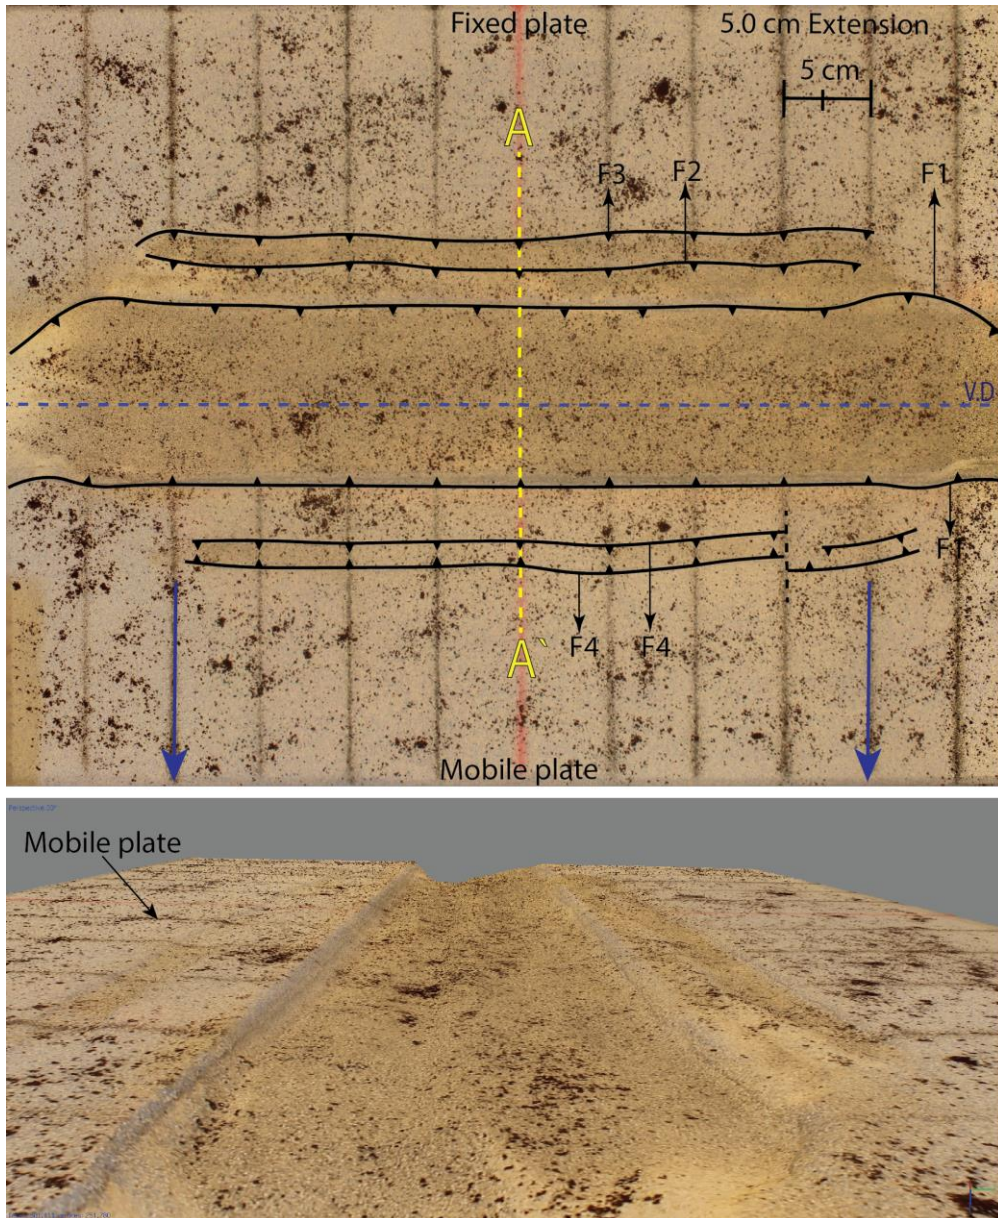 Fixed plate
5.0 cm Extension
5 cm
A
F3
F2
F1
V.D
F1
F4
F4
A`
Mobile plate
Mobile plate